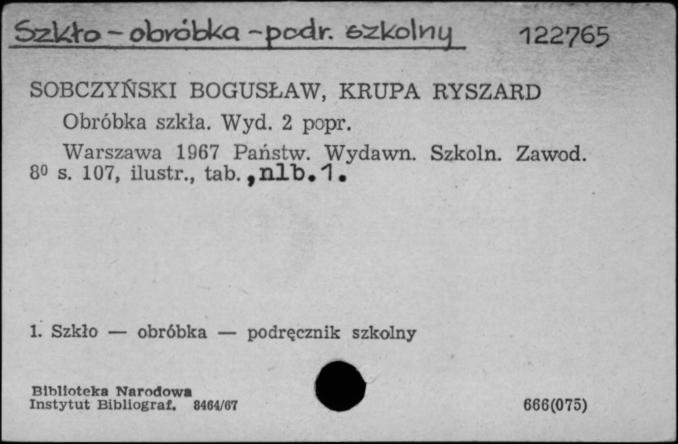 Szkło – obróbka – podr. szkolny 122765
SOBCZYŃSKI BOGUSŁAW, KRUPA RYSZARD
Obróbka szkła. Wyd. 2 popr.
Warszawa 1967 Państw. Wydawn. Szkoln. Zawod.
8⁰ s. 107, ilustr., tab. ,nlb.1.
1. Szkło — obróbka — podręcznik szkolny
Biblioteka Narodowa
Instytut Bibliograf. 8464/67 666(075)